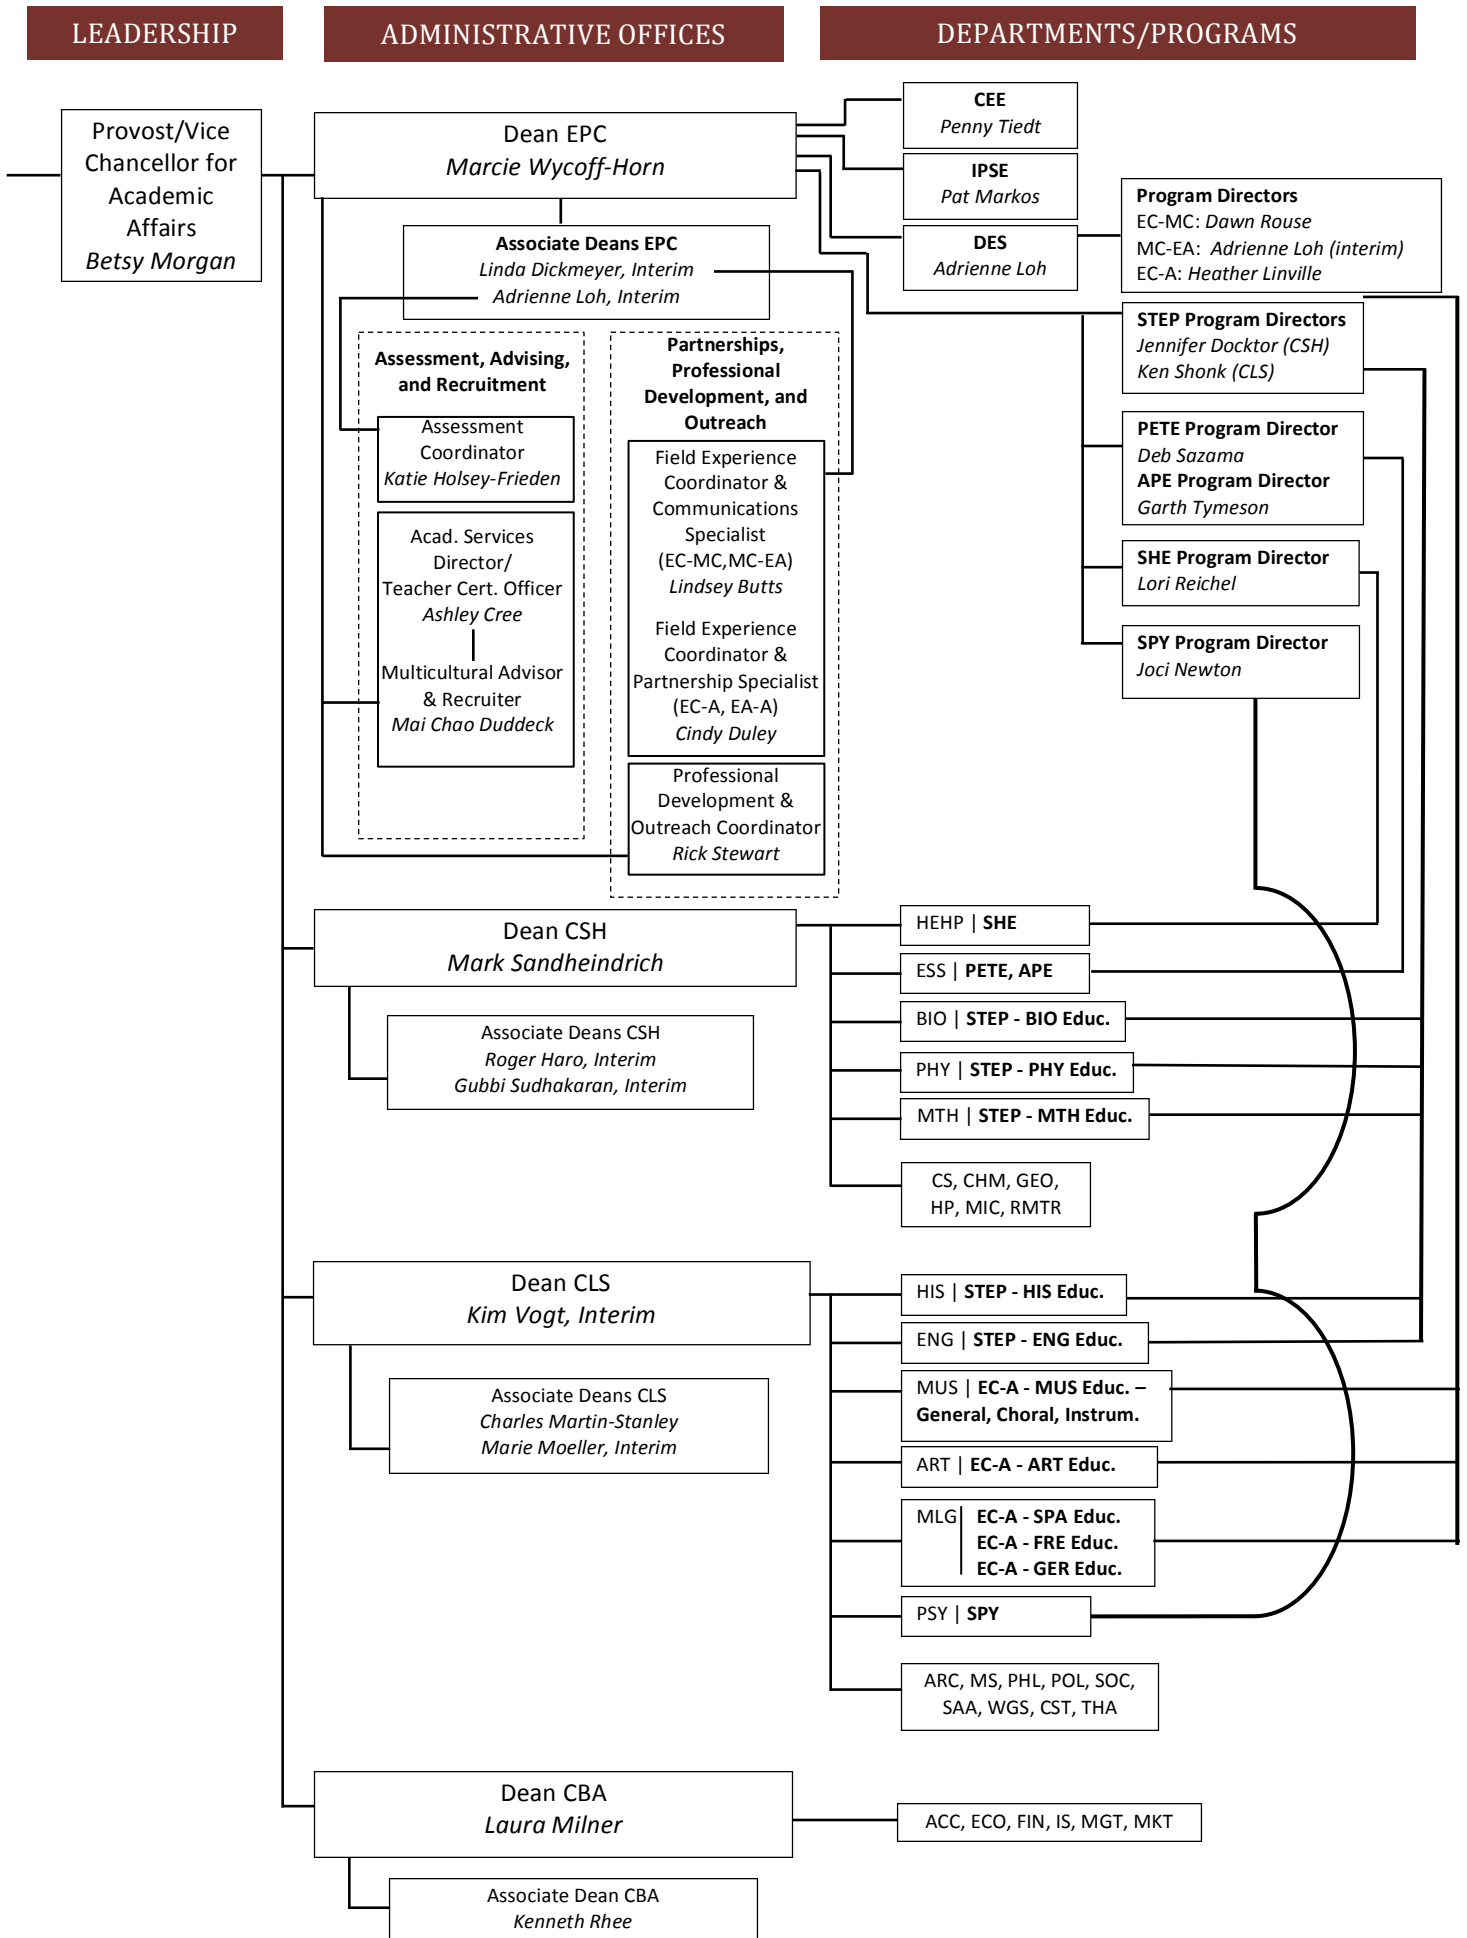 LEADERSHIP
ADMINISTRATIVE OFFICES
DEPARTMENTS/PROGRAMS
Provost/Vice
Chancellor for
Academic
Affairs
Betsy Morgan
Dean EPC
Marcie Wycoff-Horn
Associate Deans EPC
Linda Dickmeyer, Interim
Adrienne Loh, Interim
Assessment, Advising,
and Recruitment
Assessment
Coordinator
Katie Holsey-Frieden
Acad. Services
Director/
Teacher Cert. Officer
Ashley Cree
Multicultural Advisor
& Recruiter
Mai Chao Duddeck
Partnerships,
Professional
Development, and
Outreach
Field Experience
Coordinator &
Communications
Specialist
(EC-MC,MC-EA)
Lindsey Butts
Field Experience
Coordinator &
Partnership Specialist
(EC-A, EA-A)
Cindy Duley
Professional
Development &
Outreach Coordinator
Rick Stewart
CEE
Penny Tiedt
IPSE
Pat Markos
DES
Adrienne Loh
Program Directors
EC-MC: Dawn Rouse
MC-EA: Adrienne Loh (interim)
EC-A: Heather Linville
STEP Program Directors
Jennifer Docktor (CSH)
Ken Shonk (CLS)
PETE Program Director
Deb Sazama
APE Program Director
Garth Tymeson
SHE Program Director
Lori Reichel
SPY Program Director
Joci Newton
Dean CSH
Mark Sandheindrich
Associate Deans CSH
Roger Haro, Interim
Gubbi Sudhakaran, Interim
HEHP | SHE
ESS | PETE, APE
BIO | STEP - BIO Educ.
PHY | STEP - PHY Educ.
MTH | STEP - MTH Educ.
CS, CHM, GEO,
HP, MIC, RMTR
Dean CLS
Kim Vogt, Interim
Associate Deans CLS
Charles Martin-Stanley
Marie Moeller, Interim
HIS | STEP - HIS Educ.
ENG | STEP - ENG Educ.
MUS | EC-A - MUS Educ. –
General, Choral, Instrum.
ART | EC-A - ART Educ.
MLG EC-A - SPA Educ.
EC-A - FRE Educ.
EC-A - GER Educ.
PSY | SPY
ARC, MS, PHL, POL, SOC,
SAA, WGS, CST, THA
Dean CBA
Laura Milner
ACC, ECO, FIN, IS, MGT, MKT
Associate Dean CBA
Kenneth Rhee